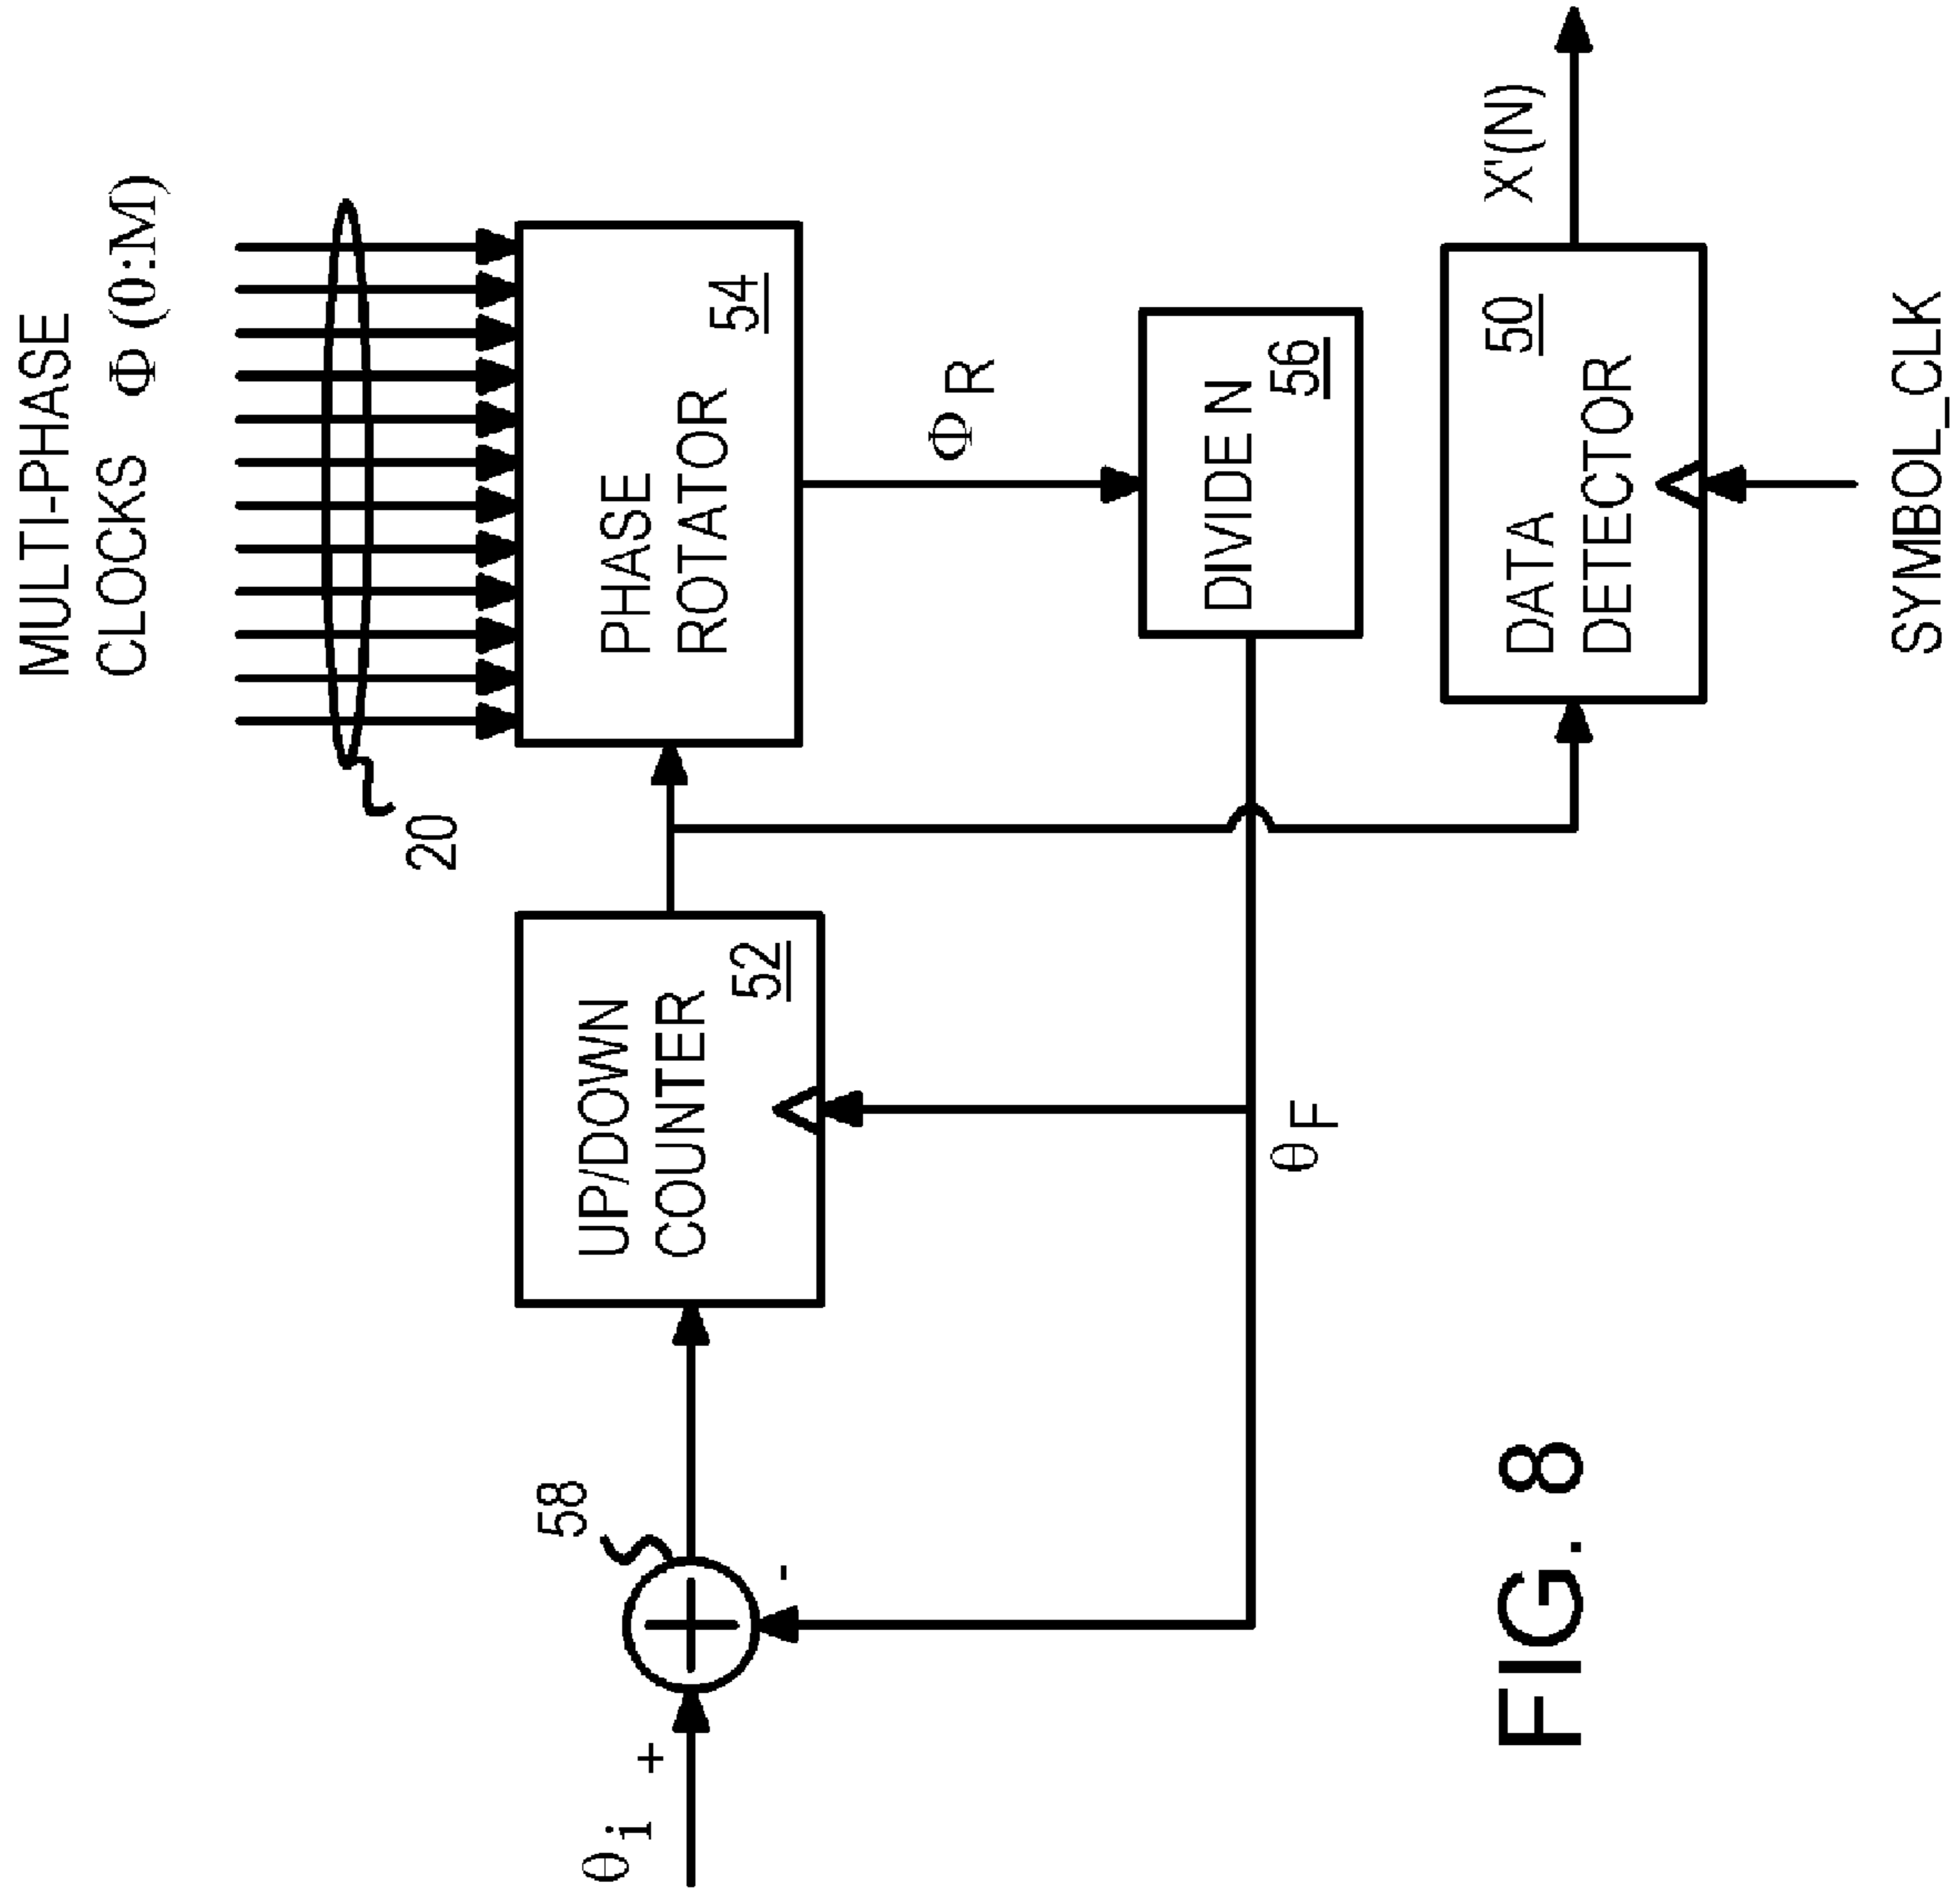 MULTI-PHASE
CLOCKS Φ (0:M)
20
PHASE
ROTATOR
54
UP/DOWN
COUNTER
52
58
θi +
-
ΦR
DIVIDE N
56
θF
DATA
DETECTOR
50
X'(N)
SYMBOL_CLK
FIG. 8